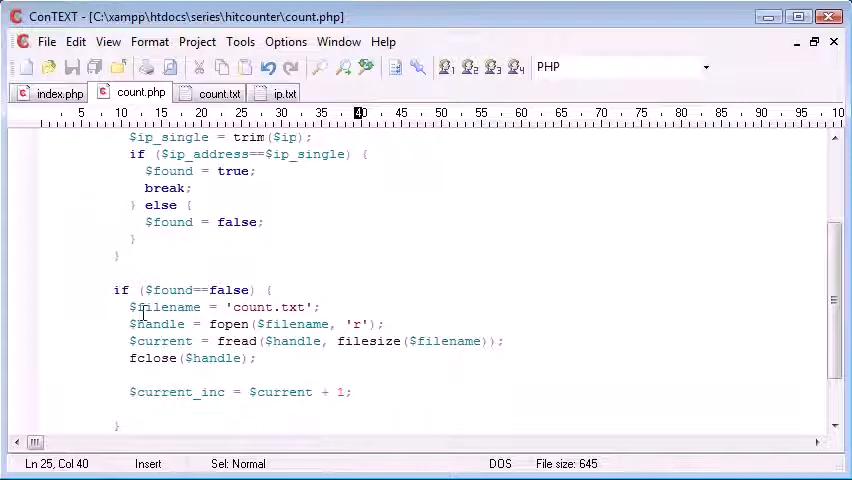 ConTEXT - [C:\xampp\htdocs\series\hitcounter\count.php]
File Edit View Format Project Tools Options Window Help
1 2 3 4 PHP
index.php count.php count.txt ip.txt
5 10 15 20 25 30 35 40 45 50 55 60 65 70 75 80 85 90 95 10
$ip_single = trim($ip);
if ($ip_address==$ip_single) {
$found = true;
break;
} else {
$found = false;
}
}
if ($found==false) {
$filename = 'count.txt';
$handle = fopen($filename, 'r');
$current = fread($handle, filesize($filename));
fclose($handle);
$current_inc = $current + 1;
}
Ln 25, Col 40 Insert Sel: Normal DOS File size: 645